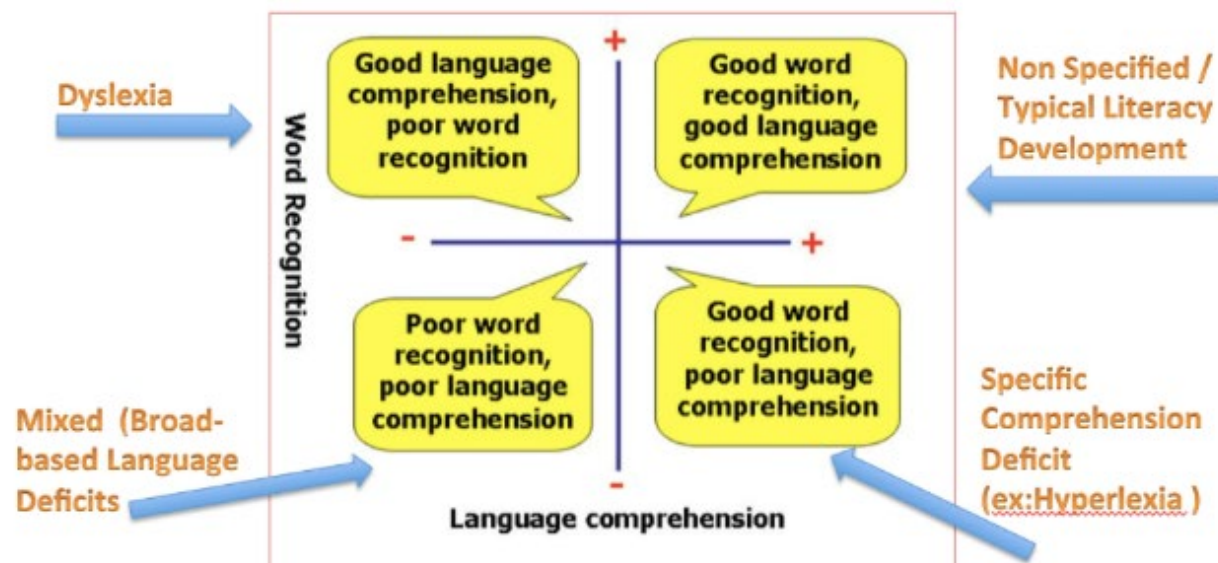 Dyslexia
Word Recognition
Good language
comprehension,
poor word
recognition
+
Good word
recognition,
good language
comprehension
Non Specified /
Typical Literacy
Development
-
+
Mixed (Broad-
based Language
Deficits
Poor word
recognition,
poor language
comprehension
Good word
recognition,
poor language
comprehension
Specific
Comprehension
Deficit
(ex:Hyperlexia )
-
Language comprehension